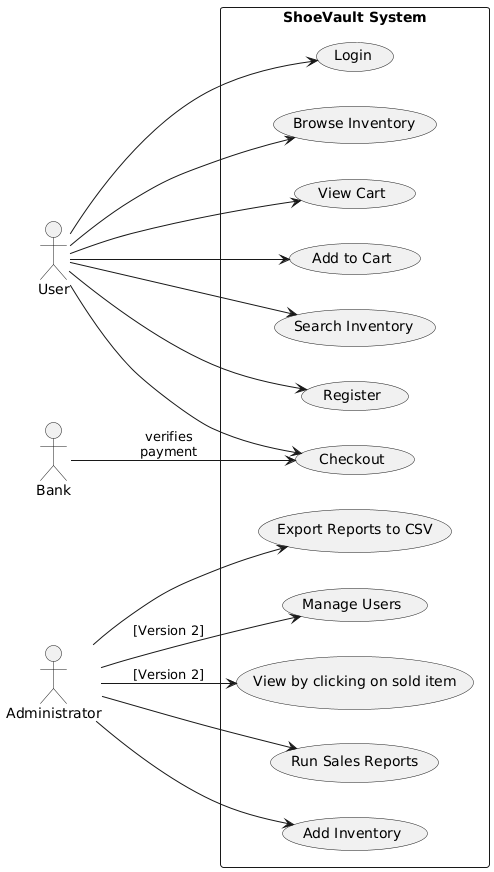 ShoeVault System
Login
Browse Inventory
View Cart
Add to Cart
User
Search Inventory
Register
verifies
payment
Checkout
Bank
Export Reports to CSV
Manage Users
[Version 2]
[Version 2]
View by clicking on sold item
Administrator
Run Sales Reports
Add Inventory